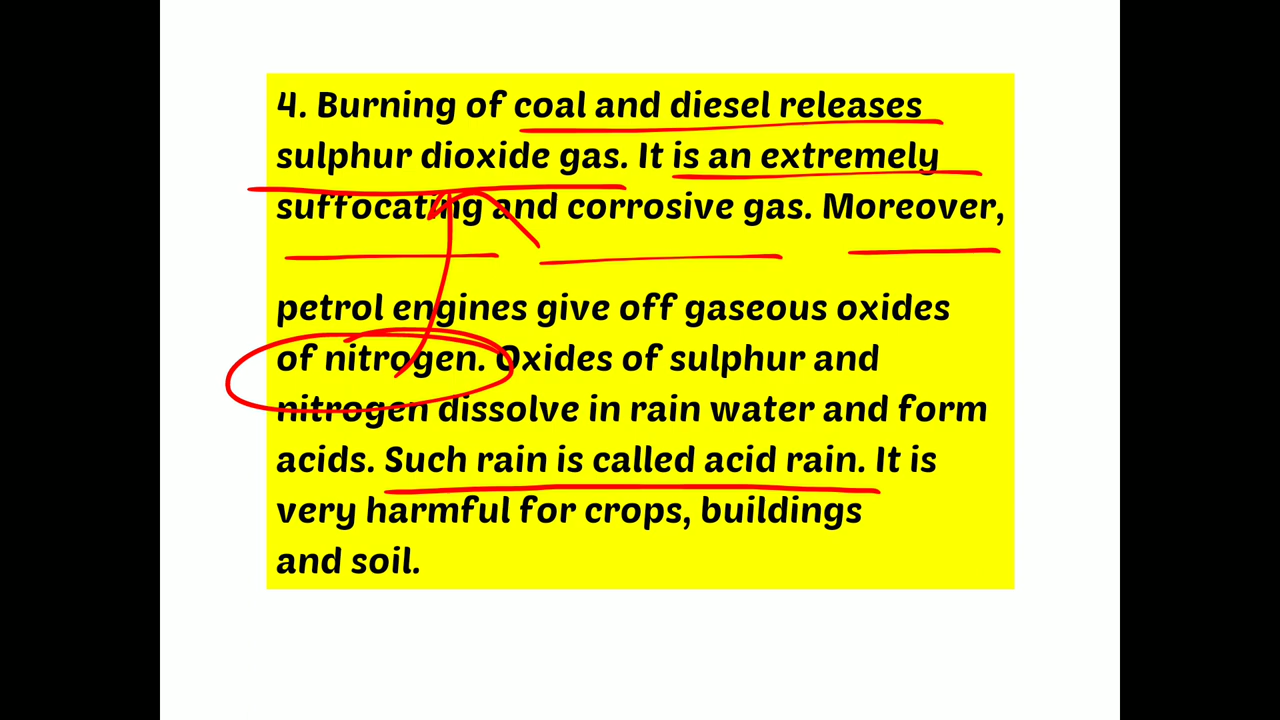 4. Burning of coal and diesel releases
sulphur dioxide gas. It is an extremely
suffocating and corrosive gas. Moreover,
petrol engines give off gaseous oxides
of nitrogen. Oxides of sulphur and
nitrogen dissolve in rain water and form
acids. Such rain is called acid rain. It is
very harmful for crops, buildings
and soil.